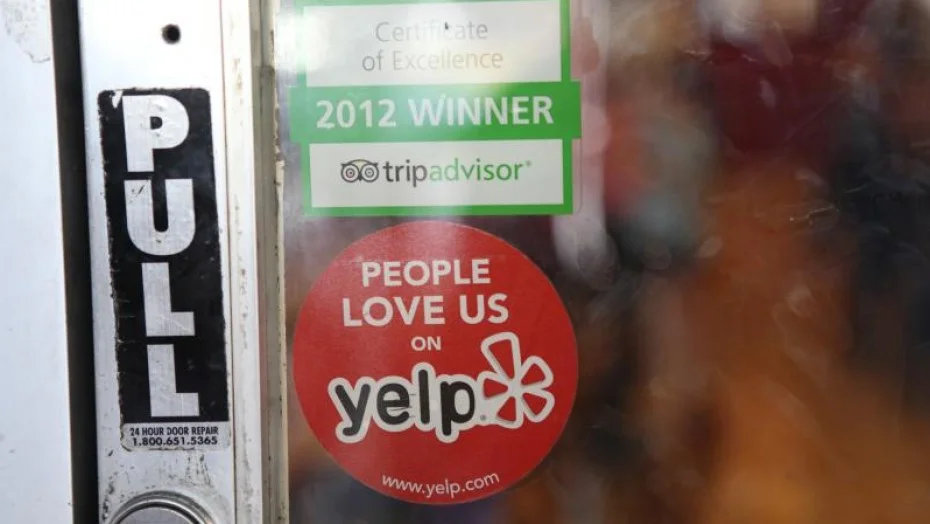 PULL
24 HOUR DOOR REPAIR
1.800.651.5365
Certificate
of Excellence
2012 WINNER
tripadvisor®
PEOPLE
LOVE US
ON
yelp
www.yelp.com